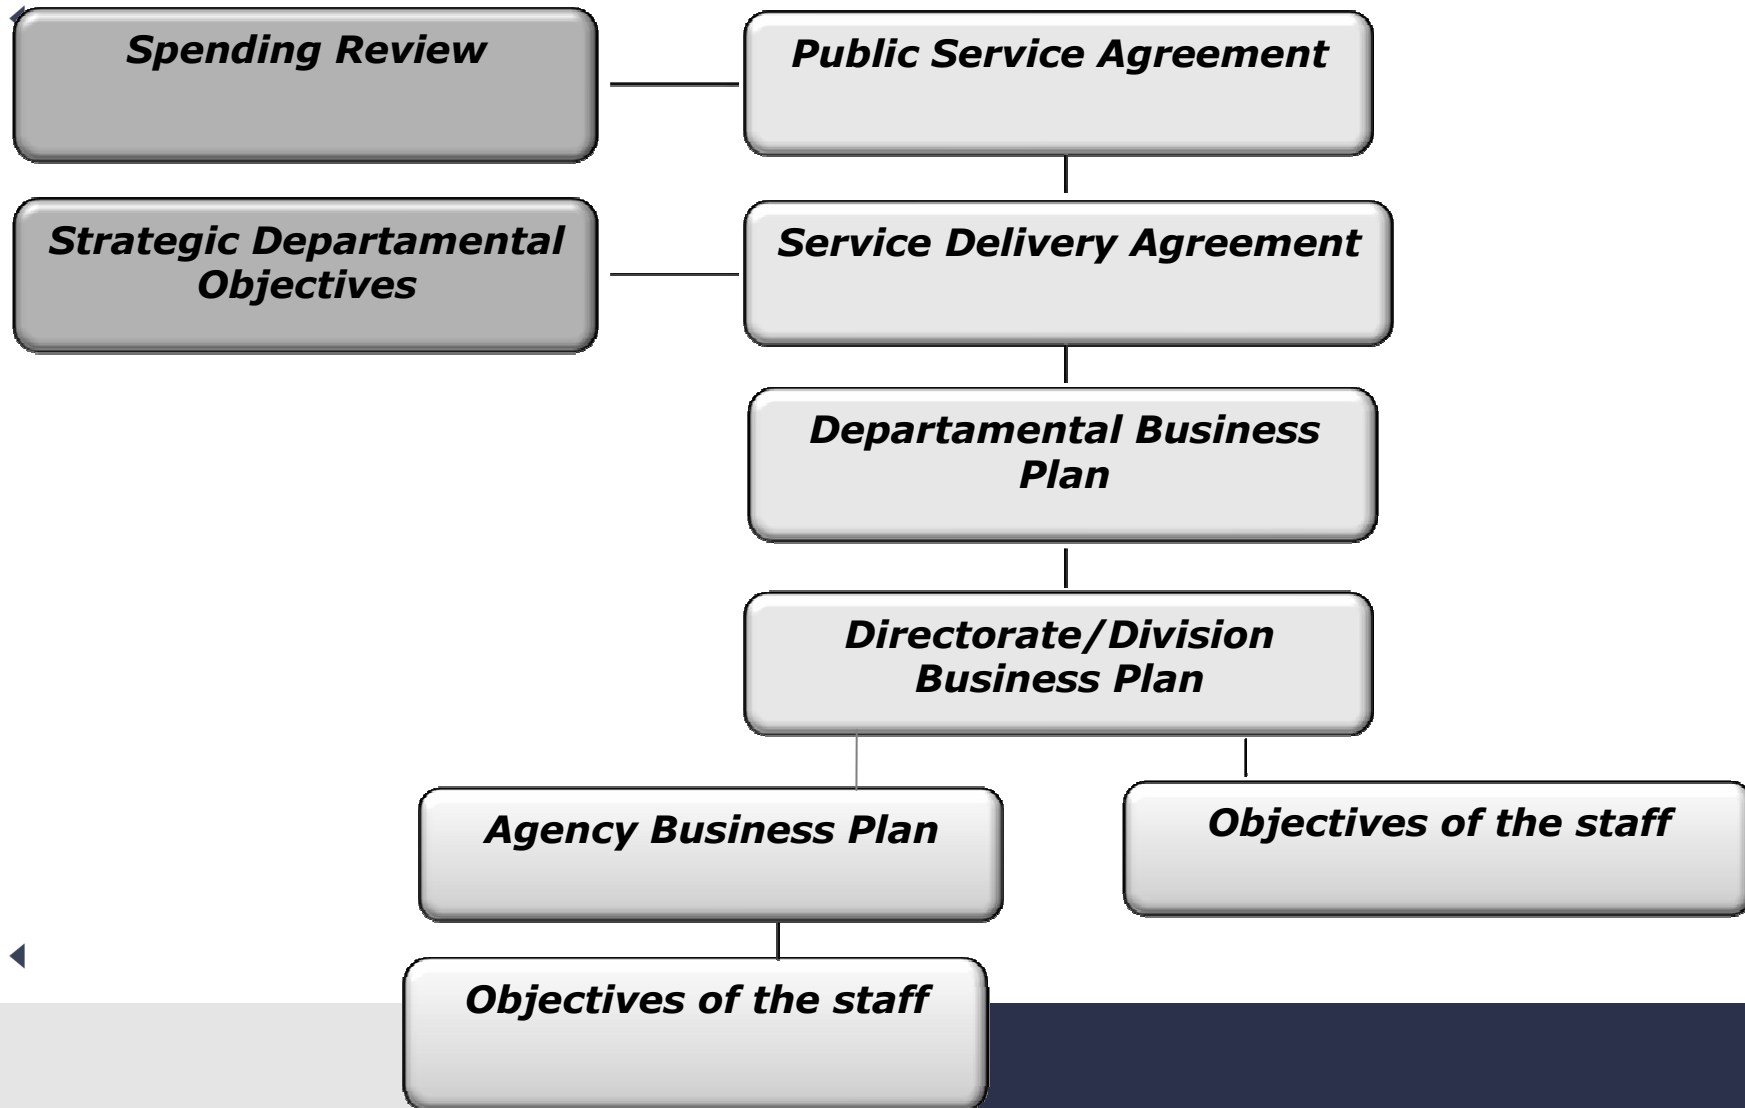 Spending Review
Public Service Agreement
Strategic Departamental
Objectives
Service Delivery Agreement
Departamental Business
Plan
Directorate/Division
Business Plan
Agency Business Plan
Objectives of the staff
Objectives of the staff